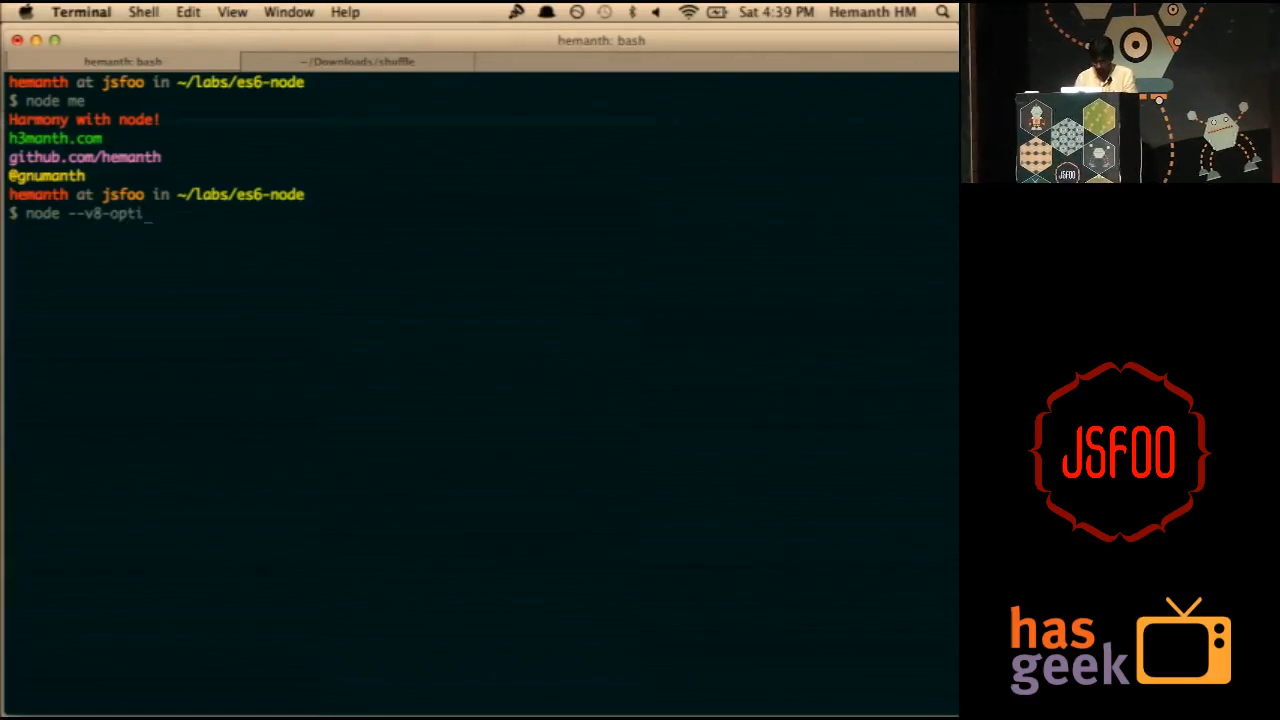 Terminal Shell Edit View Window Help Sat 4:39 PM Hemanth HM
hemanth: bash
hemanth: bash ~/Downloads/shuffle
hemanth at jsfoo in ~/labs/es6-node
$ node me
Harmony with node!
h3manth.com
github.com/hemanth
@gnumanth
hemanth at jsfoo in ~/labs/es6-node
$ node --v8-opti_
JSFOO
JSFOO
has
geek